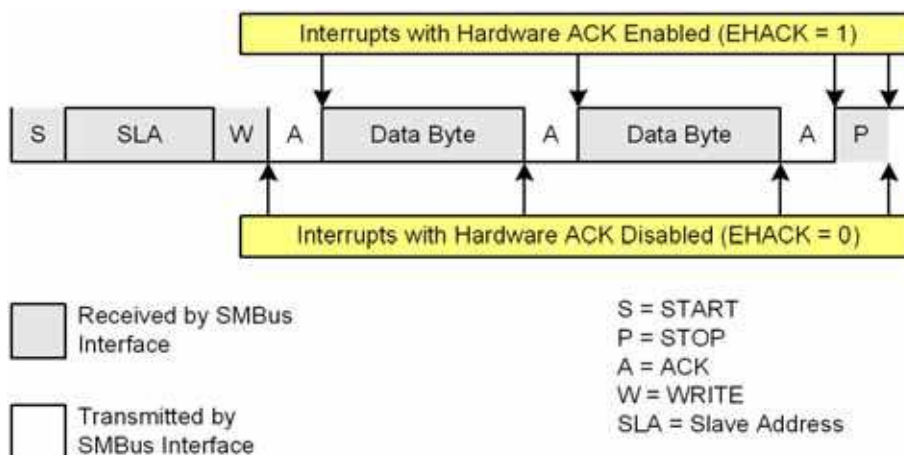 Interrupts with Hardware ACK Enabled (EHACK = 1)
S SLA W A Data Byte A Data Byte A P
Interrupts with Hardware ACK Disabled (EHACK = 0)
Received by SMBus
Interface
Transmitted by
SMBus Interface
S = START
P = STOP
A = ACK
W = WRITE
SLA = Slave Address